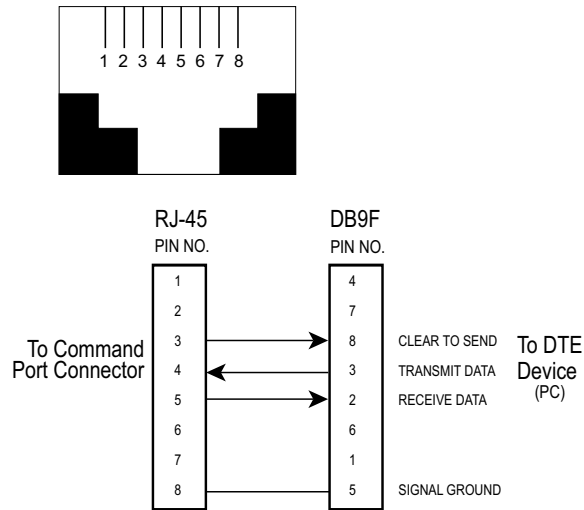 1 2 3 4 5 6 7 8
RJ-45 DB9F
PIN NO. PIN NO.
1 4
2 7
3 8 CLEAR TO SEND
To Command
Port Connector
4 3 TRANSMIT DATA
To DTE
Device
(PC)
5 2 RECEIVE DATA
6 6
7 1
8 5 SIGNAL GROUND